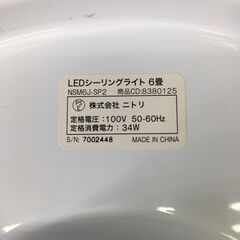 LEDシーリングライト 6畳
NSM6J-SP2 商品CD:8380125
株式会社 ニトリ
定格電圧:100V 50-60Hz
定格消費電力:34W
S/N: 7002448 MADE IN CHINA